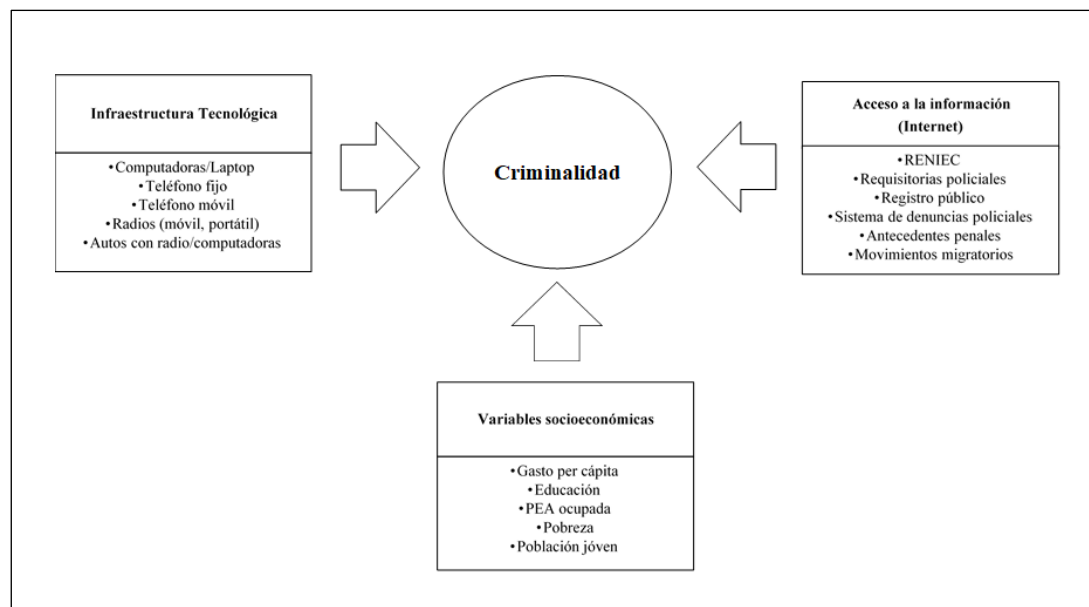 Infraestructura Tecnológica
•Computadoras/Laptop
•Teléfono fijo
•Teléfono móvil
•Radios (móvil, portátil)
•Autos con radio/computadoras
Criminalidad
Acceso a la información
(Internet)
•RENIEC
•Requisitorias policiales
•Registro público
•Sistema de denuncias policiales
•Antecedentes penales
•Movimientos migratorios
Variables socioeconómicas
•Gasto per cápita
•Educación
•PEA ocupada
•Pobreza
•Población jóven